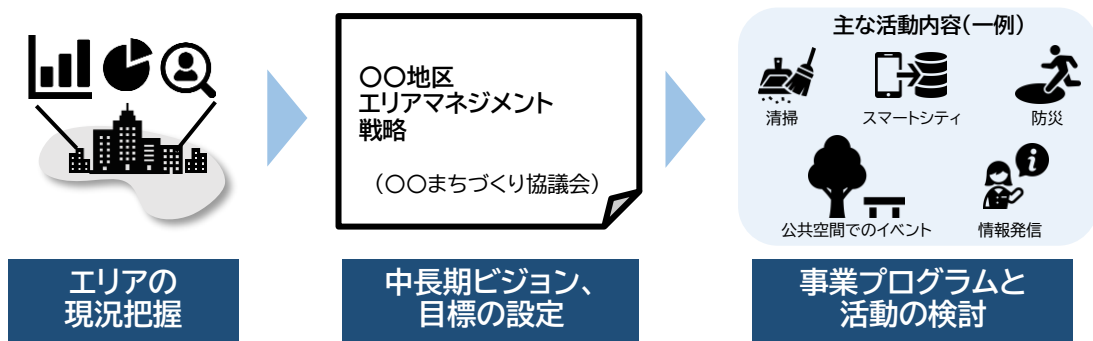 〇〇地区
エリアマネジメント
戦略
（〇〇まちづくり協議会）
主な活動内容（一例）
清掃
スマートシティ
防災
公共空間でのイベント
情報発信
エリアの
現況把握
中長期ビジョン、
目標の設定
事業プログラムと
活動の検討